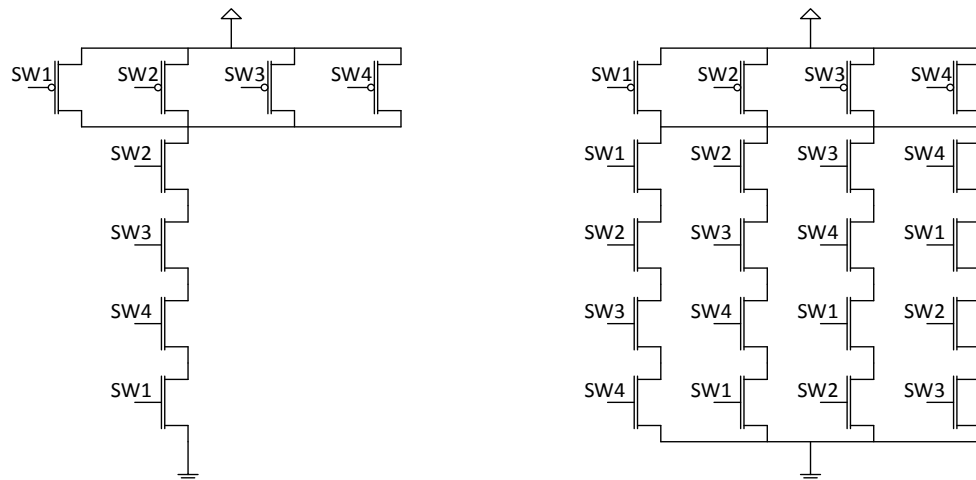 SW1 SW2 SW3 SW4 SW1 SW2 SW3 SW4
SW2 SW1 SW2 SW3 SW4
SW3 SW2 SW3 SW4 SW1
SW4 SW3 SW4 SW1 SW2
SW1 SW4 SW1 SW2 SW3